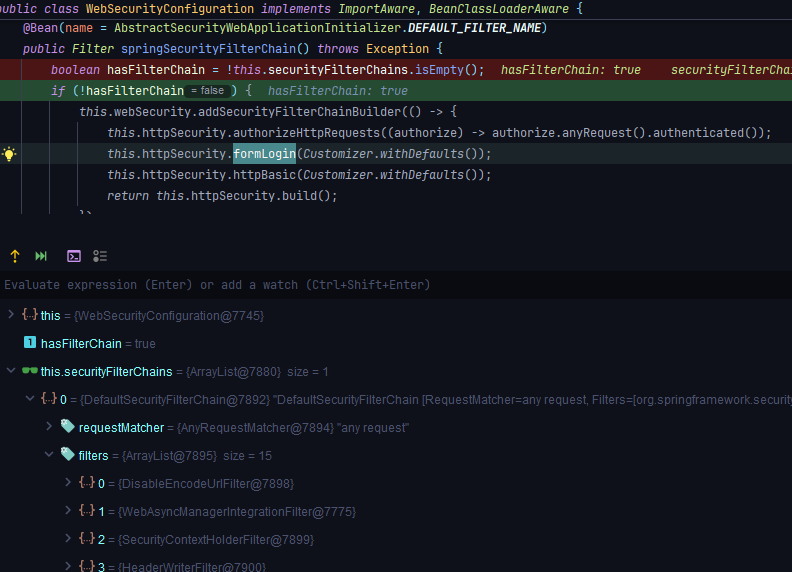 public class WebSecurityConfiguration implements ImportAware, BeanClassLoaderAware {
@Bean(name = AbstractSecurityWebApplicationInitializer.DEFAULT_FILTER_NAME)
public Filter springSecurityFilterChain() throws Exception {
boolean hasFilterChain = !this.securityFilterChains.isEmpty(); hasFilterChain: true securityFilterChai
if (!hasFilterChain = false ) { hasFilterChain: true
this.webSecurity.addSecurityFilterChainBuilder(() -> {
this.httpSecurity.authorizeHttpRequests((authorize) -> authorize.anyRequest().authenticated());
this.httpSecurity.formLogin(Customizer.withDefaults());
this.httpSecurity.httpBasic(Customizer.withDefaults());
return this.httpSecurity.build();
})
Evaluate expression (Enter) or add a watch (Ctrl+Shift+Enter)
{..} this = {WebSecurityConfiguration@7745}
1 hasFilterChain = true
this.securityFilterChains = {ArrayList@7880} size = 1
{..} 0 = {DefaultSecurityFilterChain@7892} "DefaultSecurityFilterChain [RequestMatcher=any request, Filters=[org.springframework.security
requestMatcher = {AnyRequestMatcher@7894} "any request"
filters = {ArrayList@7895} size = 15
{..} 0 = {DisableEncodeUrlFilter@7898}
{..} 1 = {WebAsyncManagerIntegrationFilter@7775}
{..} 2 = {SecurityContextHolderFilter@7899}
{..} 3 = {HeaderWriterFilter@7900}